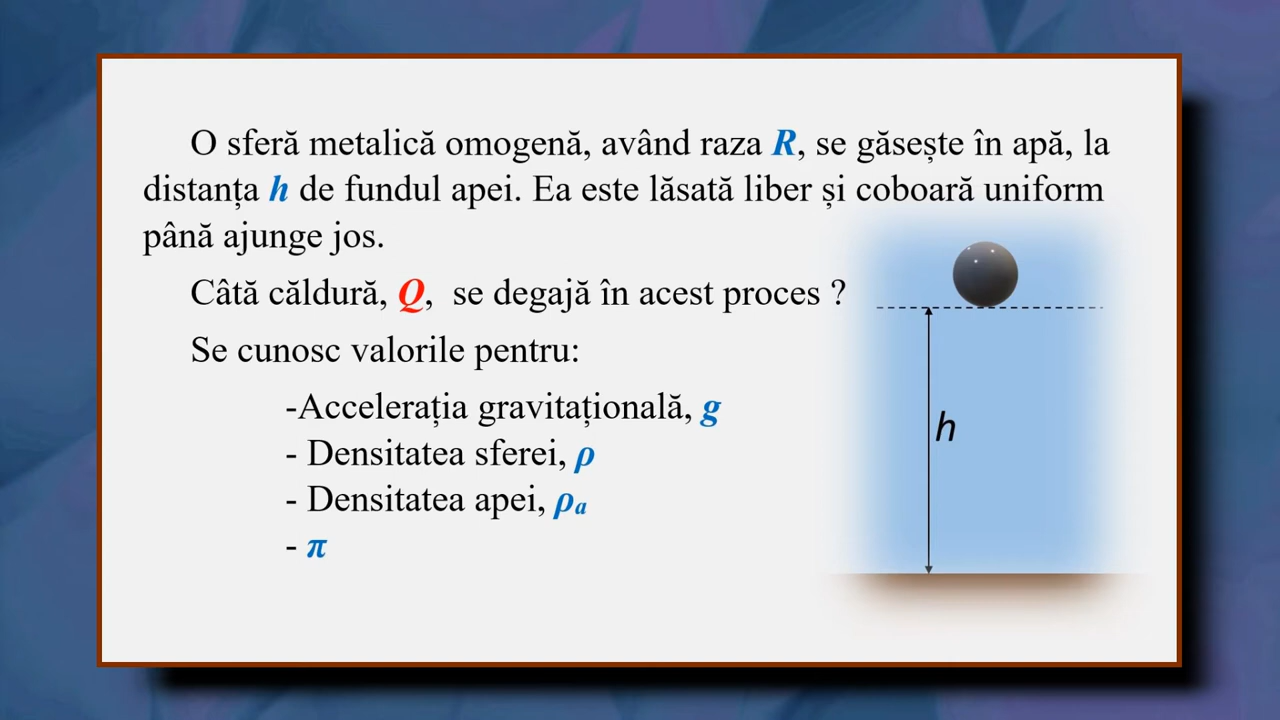 O sferă metalică omogenă, având raza R, se găsește în apă, la
distanța h de fundul apei. Ea este lăsată liber și coboară uniform
până ajunge jos.
Câtă căldură, Q, se degajă în acest proces ?
Se cunosc valorile pentru:
-Accelerația gravitațională, g
- Densitatea sferei, ρ
- Densitatea apei, ρₐ
- π
h